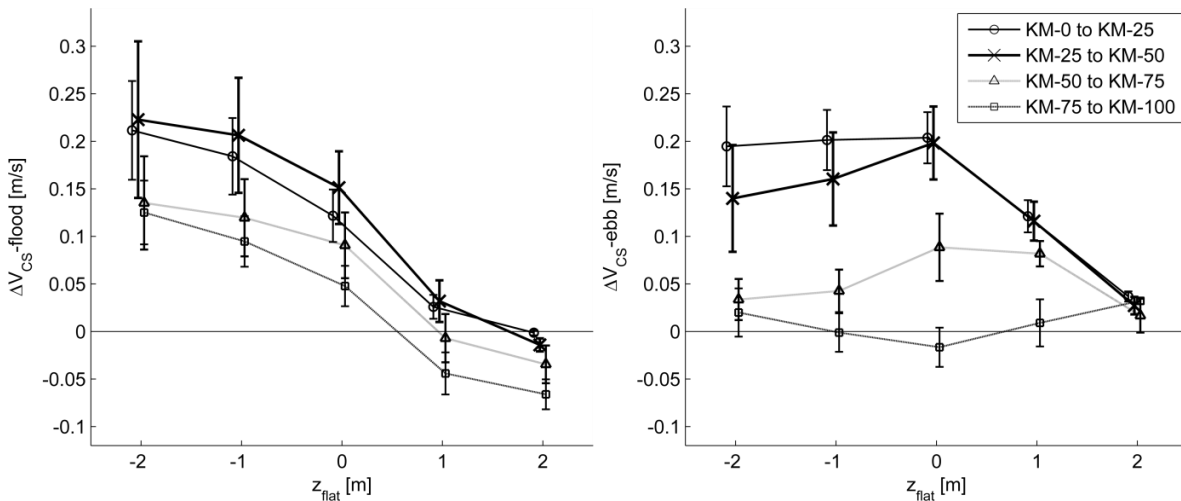 0.3
0.25
0.2
0.15
0.1
0.05
0
-0.05
-0.1
ΔV_CS-flood [m/s]
-2 -1 0 1 2
z_flat [m]
0.3
0.25
0.2
0.15
0.1
0.05
0
-0.05
-0.1
ΔV_CS-ebb [m/s]
-2 -1 0 1 2
z_flat [m]
KM-0 to KM-25
KM-25 to KM-50
KM-50 to KM-75
KM-75 to KM-100